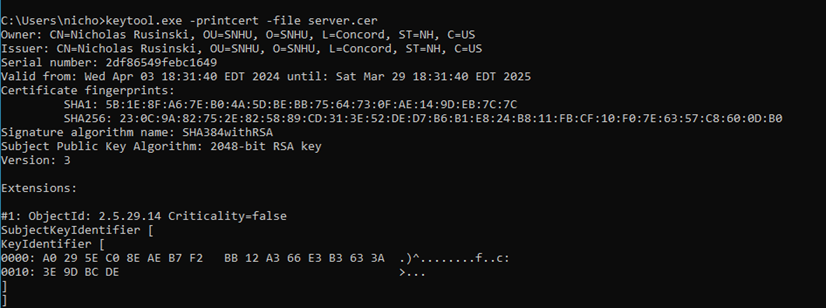 C:\Users\nicho>keytool.exe -printcert -file server.cer
Owner: CN=Nicholas Rusinski, OU=SNHU, O=SNHU, L=Concord, ST=NH, C=US
Issuer: CN=Nicholas Rusinski, OU=SNHU, O=SNHU, L=Concord, ST=NH, C=US
Serial number: 2df86549febc1649
Valid from: Wed Apr 03 18:31:40 EDT 2024 until: Sat Mar 29 18:31:40 EDT 2025
Certificate fingerprints:
SHA1: 5B:1E:8F:A6:7E:B0:4A:5D:BE:BB:75:64:73:0F:AE:14:9D:EB:7C:7C
SHA256: 23:0C:9A:82:75:2E:82:58:89:CD:31:3E:52:DE:D7:B6:B1:E8:24:B8:11:FB:CF:10:F0:7E:63:57:C8:60:0D:B0
Signature algorithm name: SHA384withRSA
Subject Public Key Algorithm: 2048-bit RSA key
Version: 3
Extensions:
#1: ObjectId: 2.5.29.14 Criticality=false
SubjectKeyIdentifier [
KeyIdentifier [
0000: A0 29 5E C0 8E AE B7 F2   BB 12 A3 66 E3 B3 63 3A  .)^........f..c:
0010: 3E 9D BC DE                                        >...
]
]